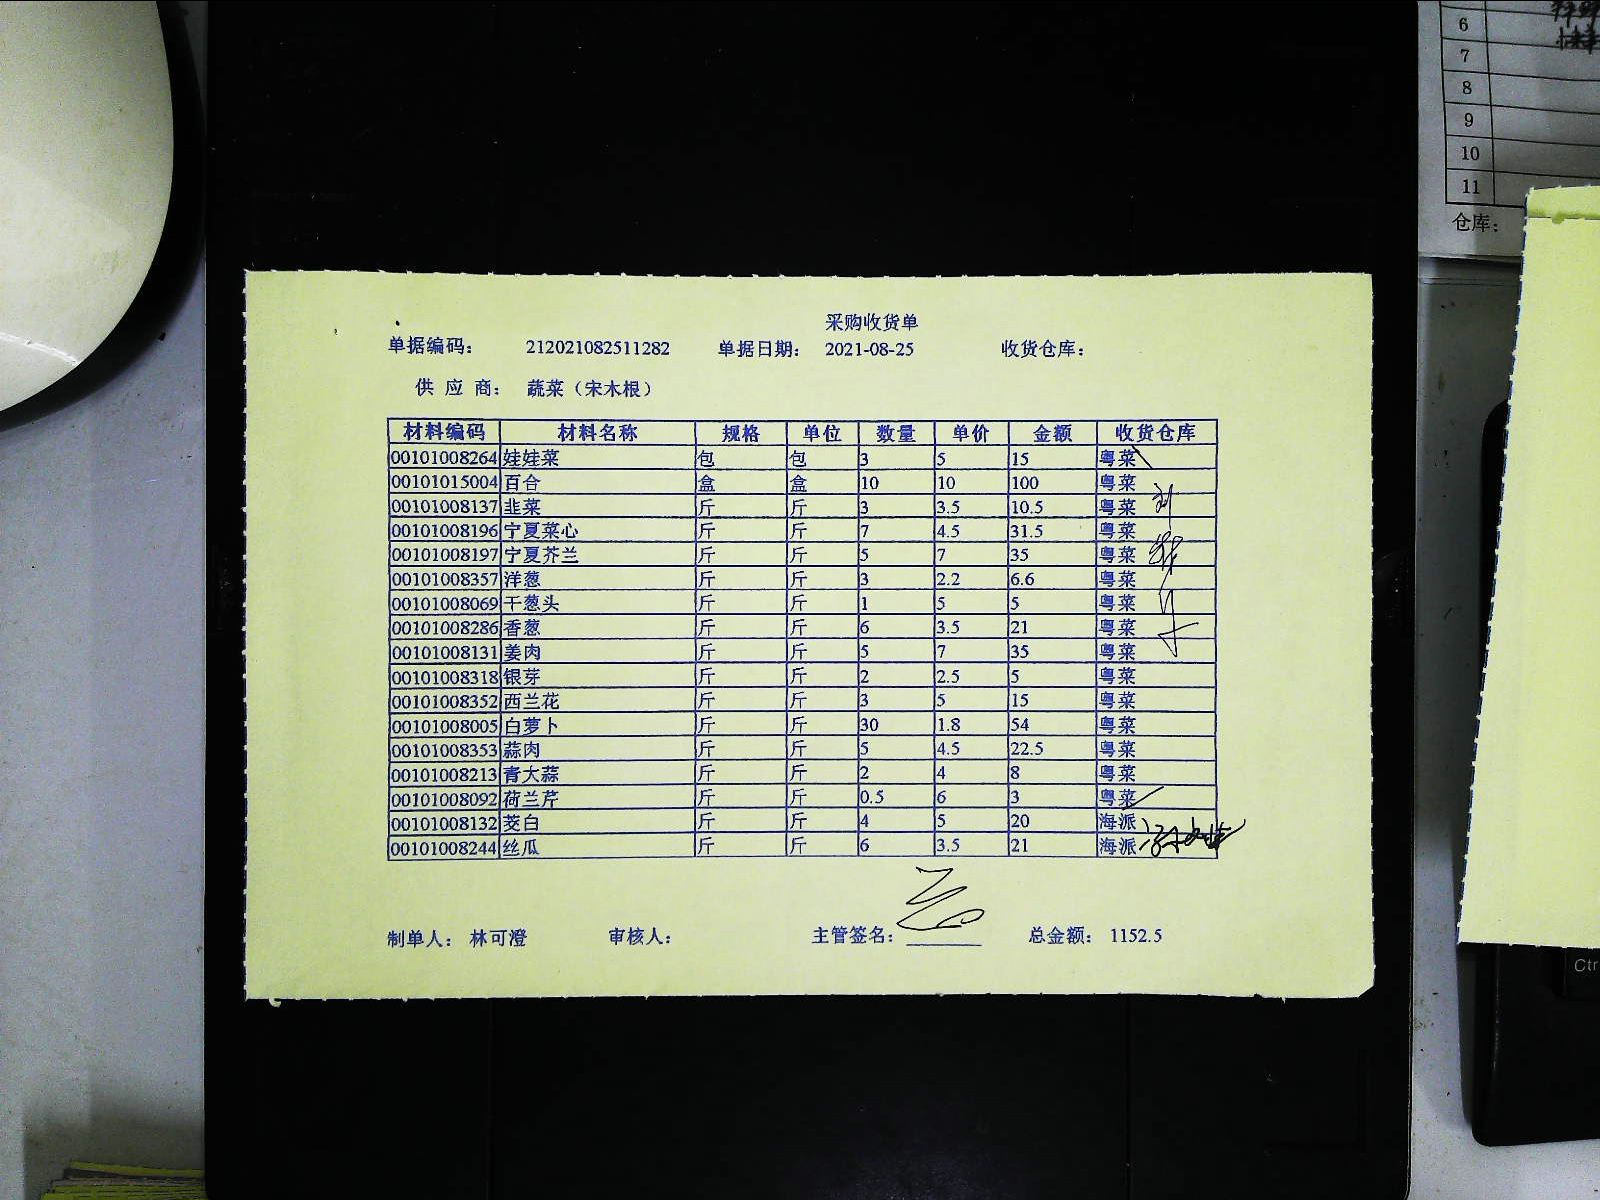 6
7
8
9
10
11
仓库:
采购收货单
单据编码: 212021082511282 单据日期: 2021-08-25 收货仓库:
供 应 商: 蔬菜（宋木根）
材料编码 材料名称 规格 单位 数量 单价 金额 收货仓库
00101008264 娃娃菜 包 包 3 5 15 粤菜
00101015004 百合 盒 盒 10 10 100 粤菜
00101008137 韭菜 斤 斤 3 3.5 10.5 粤菜
00101008196 宁夏菜心 斤 斤 7 4.5 31.5 粤菜
00101008197 宁夏芥兰 斤 斤 5 7 35 粤菜
00101008357 洋葱 斤 斤 3 2.2 6.6 粤菜
00101008069 干葱头 斤 斤 1 5 5 粤菜
00101008286 香葱 斤 斤 6 3.5 21 粤菜
00101008131 姜肉 斤 斤 5 7 35 粤菜
00101008318 银芽 斤 斤 2 2.5 5 粤菜
00101008352 西兰花 斤 斤 3 5 15 粤菜
00101008005 白萝卜 斤 斤 30 1.8 54 粤菜
00101008353 蒜肉 斤 斤 5 4.5 22.5 粤菜
00101008213 青大蒜 斤 斤 2 4 8 粤菜
00101008092 荷兰芹 斤 斤 0.5 6 3 粤菜
00101008132 茭白 斤 斤 4 5 20 海派
00101008244 丝瓜 斤 斤 6 3.5 21 海派
制单人: 林可澄 审核人: 主管签名: 总金额: 1152.5
Ctr